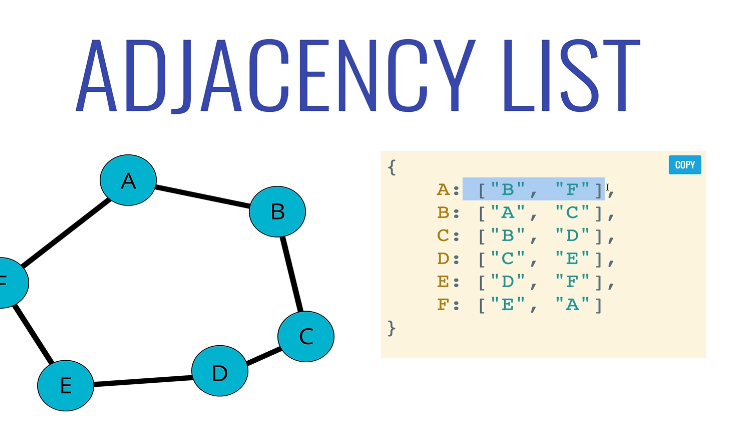 ADJACENCY LIST
A
B
F
C
D
E
COPY
{
A: ["B", "F"],
B: ["A", "C"],
C: ["B", "D"],
D: ["C", "E"],
E: ["D", "F"],
F: ["E", "A"]
}